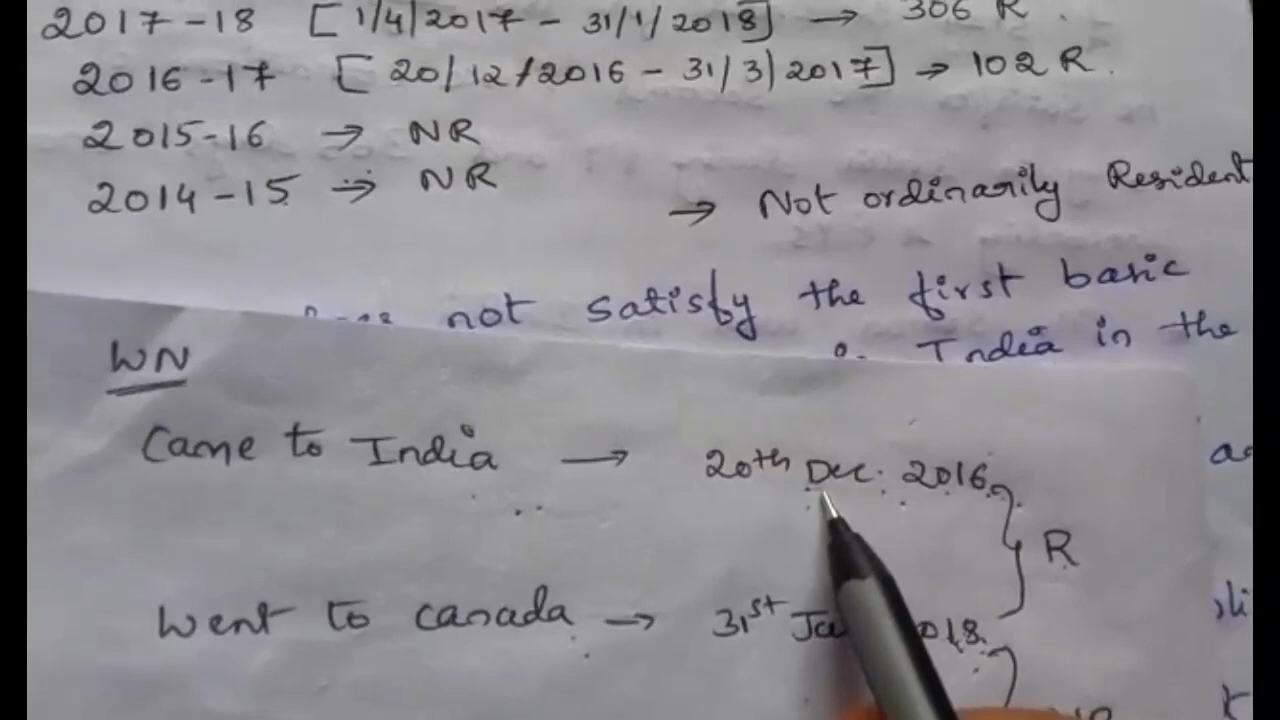 2017-18 [1/4/2017 - 31/1/2018] → 306 R.
2016-17 [20/12/2016 - 31/3/2017] → 102 R.
2015-16 → NR
2014-15 → NR
→ Not ordinarily Resident
not satisfy the first basic
India in the
WN
Came to India → 20th Dec. 2016
R
Went to canada → 31st